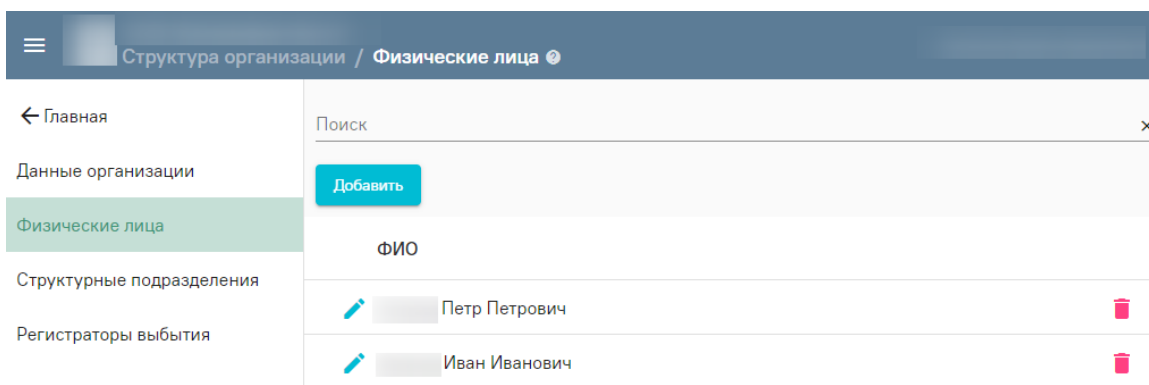 Структура организации / Физические лица
Главная
Данные организации
Физические лица
Структурные подразделения
Регистраторы выбытия
Поиск
Добавить
ФИО
Петр Петрович
Иван Иванович